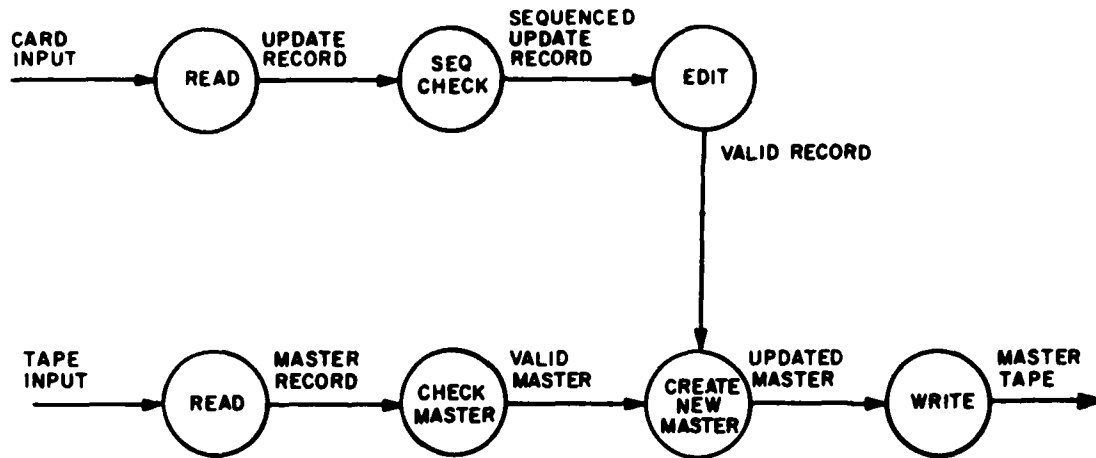 CARD
INPUT
READ
UPDATE
RECORD
SEQ
CHECK
SEQUENCED
UPDATE
RECORD
EDIT
VALID RECORD
TAPE
INPUT
READ
MASTER
RECORD
CHECK
MASTER
VALID
MASTER
CREATE
NEW
MASTER
UPDATED
MASTER
WRITE
MASTER
TAPE